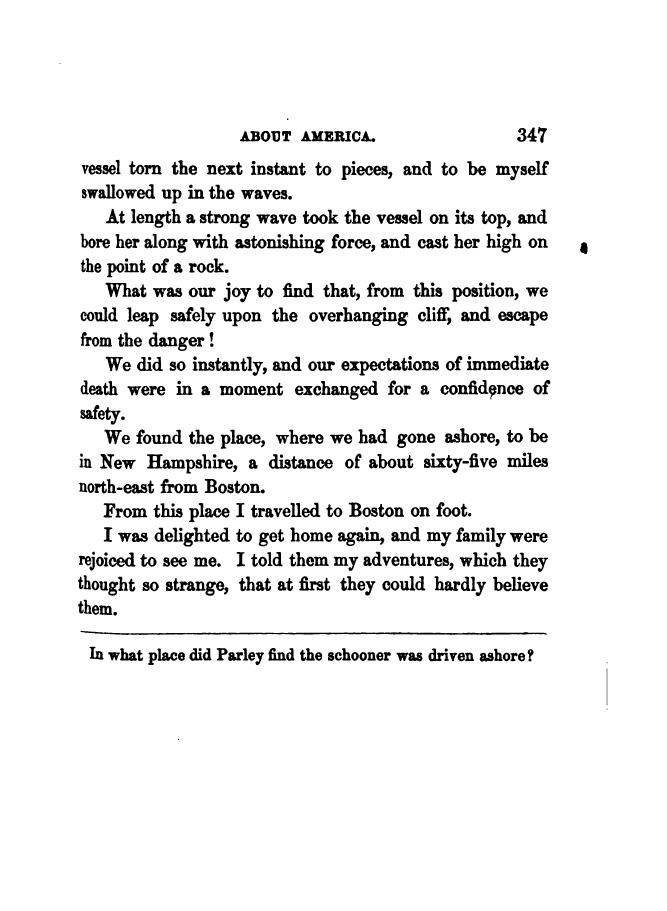 ABOUT AMERICA. 347
vessel torn the next instant to pieces, and to be myself
swallowed up in the waves.
At length a strong wave took the vessel on its top, and
bore her along with astonishing force, and cast her high on
the point of a rock.
What was our joy to find that, from this position, we
could leap safely upon the overhanging cliff, and escape
from the danger !
We did so instantly, and our expectations of immediate
death were in a moment exchanged for a confidence of
safety.
We found the place, where we had gone ashore, to be
in New Hampshire, a distance of about sixty-five miles
north-east from Boston.
From this place I travelled to Boston on foot.
I was delighted to get home again, and my family were
rejoiced to see me. I told them my adventures, which they
thought so strange, that at first they could hardly believe
them.
In what place did Parley find the schooner was driven ashore?